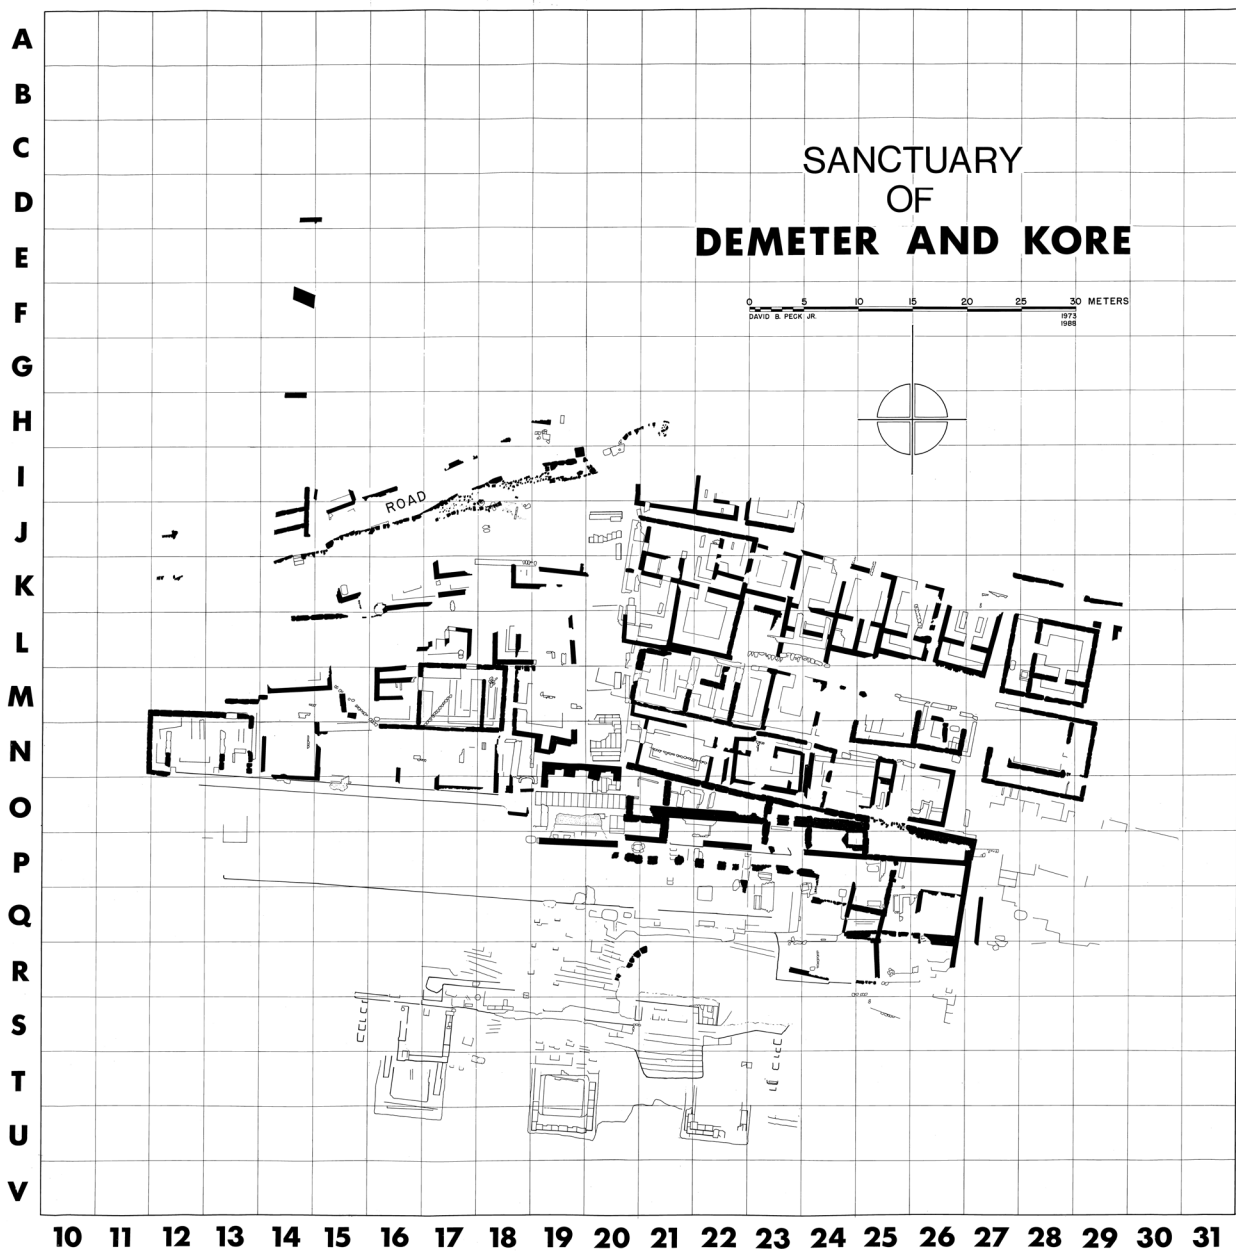 A
B
C
SANCTUARY
D
OF
E
DEMETER AND KORE
F
0 5 10 15 20 25 30 METERS
DAVID B. PECK JR. 1973
1988
G
H
I
ROAD
J
K
L
M
N
O
P
Q
R
S
T
U
V
10 11 12 13 14 15 16 17 18 19 20 21 22 23 24 25 26 27 28 29 30 31